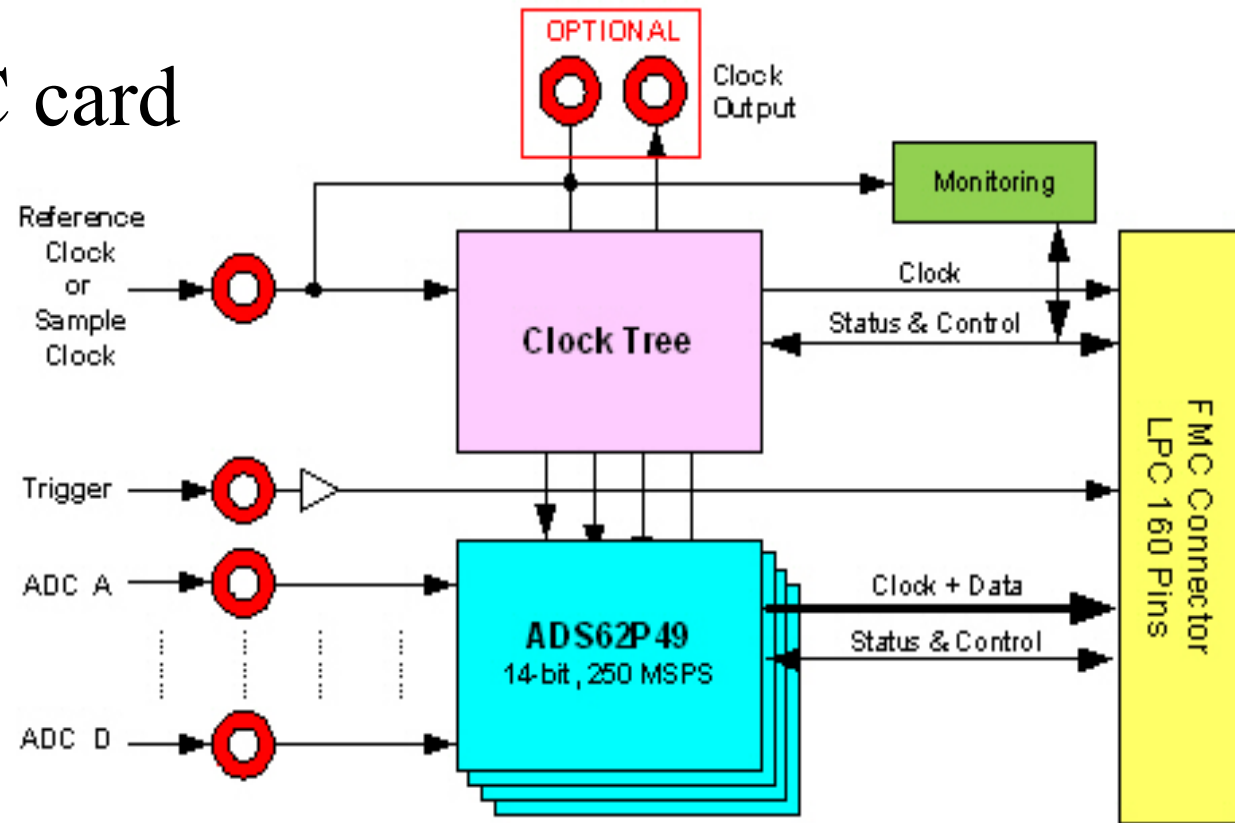 card
OPTIONAL
Clock
Output
Monitoring
Reference
Clock
or
Sample
Clock
Clock Tree
Clock
Status & Control
Trigger
ADC A
ADS62P49
14-bit, 250 MSPS
Clock + Data
Status & Control
ADC D
FMC Connector
LPC 160 Pins